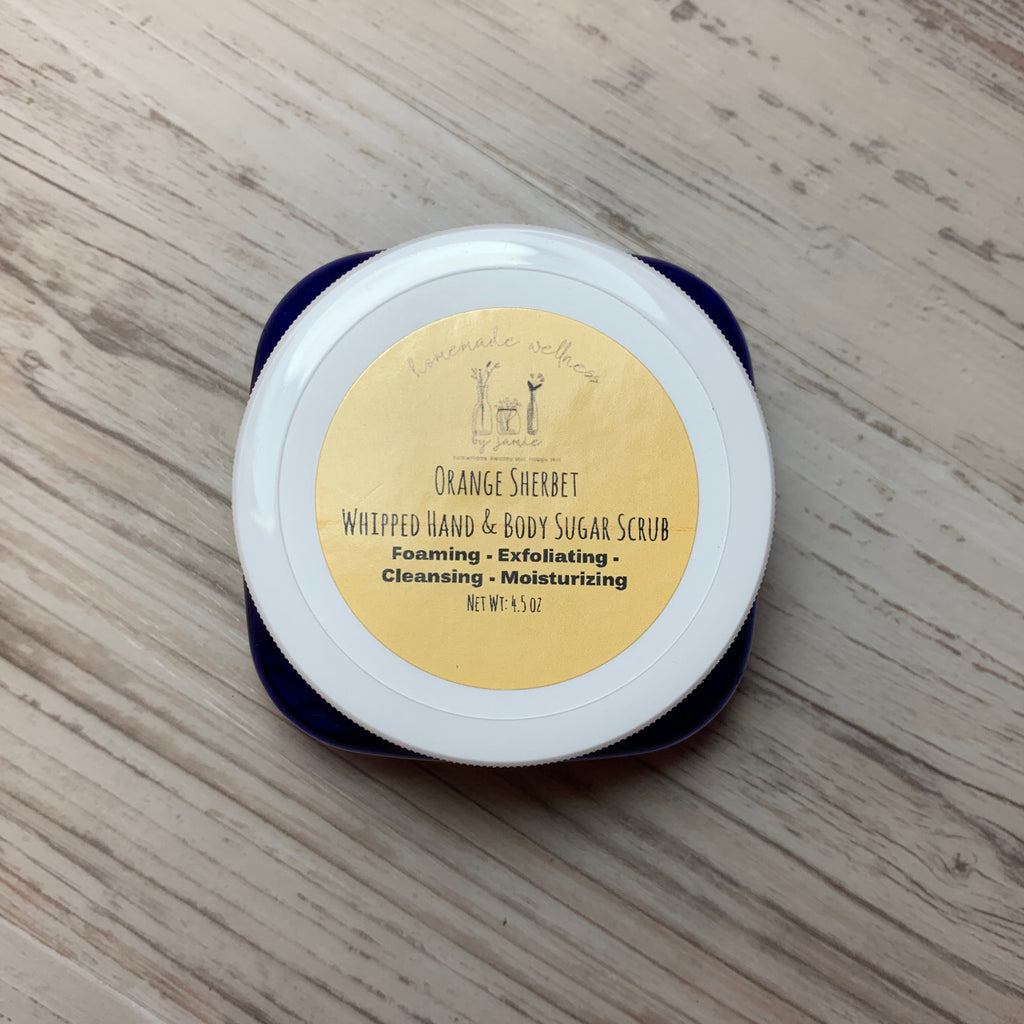 homemade wellness
by jamie
Orange Sherbet
Whipped Hand & Body Sugar Scrub
Foaming - Exfoliating -
Cleansing - Moisturizing
Net Wt: 4.5 oz